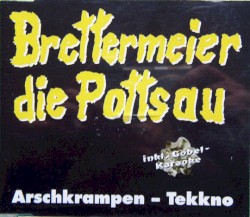 Brettermeier
die Pottsau
inkl. Göbel-
Karaoke
Arschkrampen – Tekkno